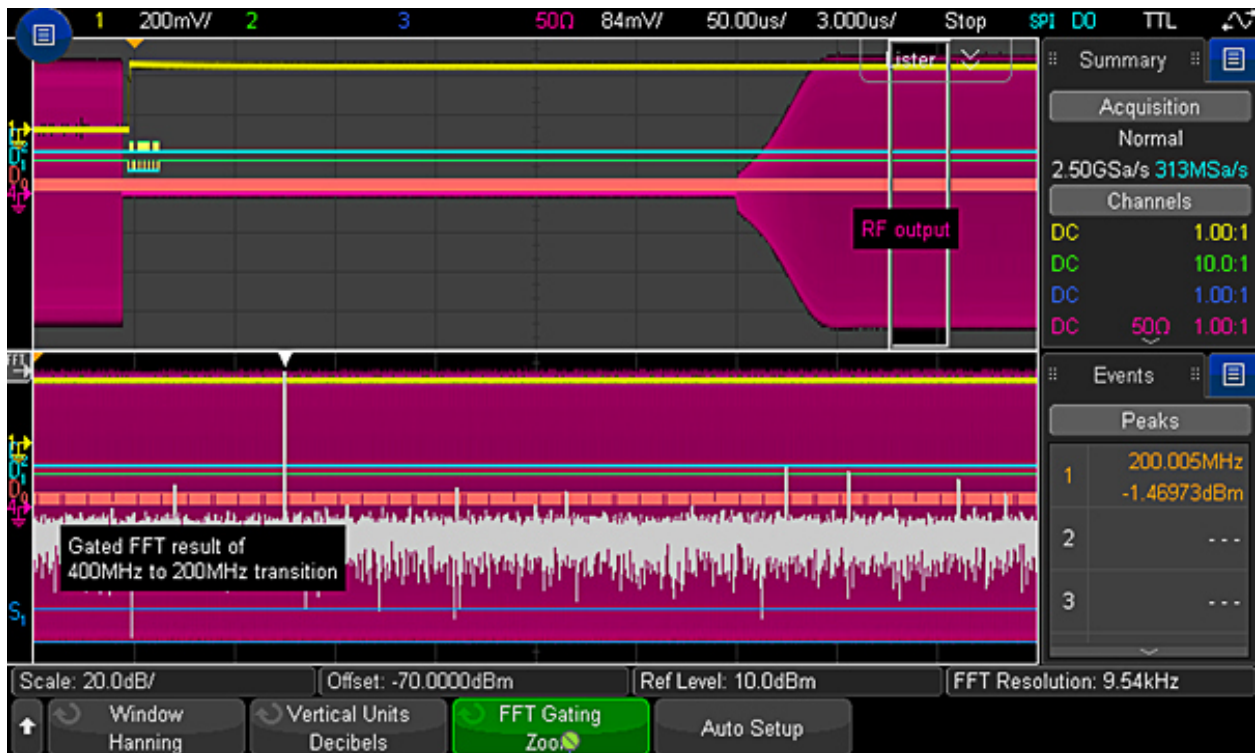 1 200mV/ 2 3 50Ω 84mV/ 50.00us/ 3.000us/ Stop SPI D0 TTL
Lister
RF output
Summary
Acquisition
Normal
2.50GSa/s 313MSa/s
Channels
DC 1.00:1
DC 10.0:1
DC 1.00:1
DC 50Ω 1.00:1
FFT
Gated FFT result of
400MHz to 200MHz transition
S1
Events
Peaks
1 200.005MHz
-1.46973dBm
2 ---
3 ---
Scale: 20.0dB/ Offset: -70.0000dBm Ref Level: 10.0dBm FFT Resolution: 9.54kHz
Window
Hanning
Vertical Units
Decibels
FFT Gating
Auto Setup